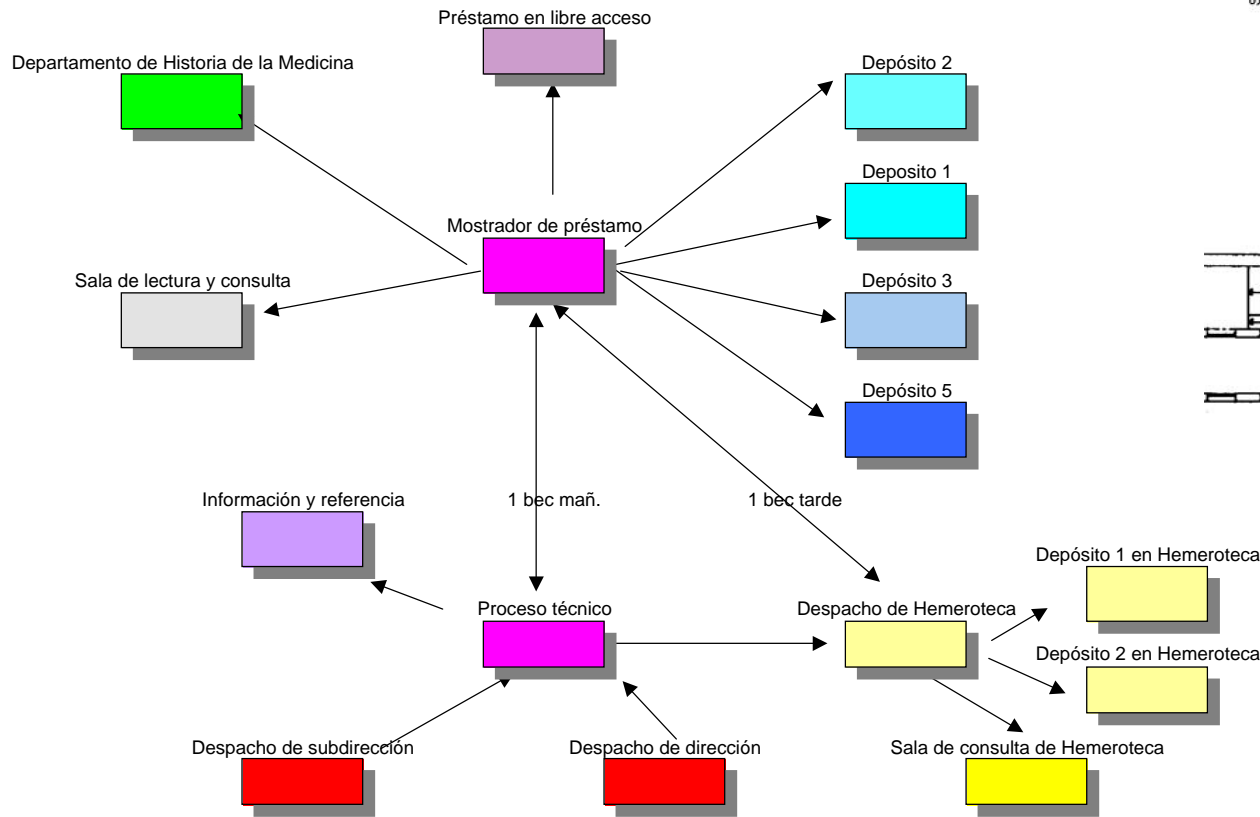 Préstamo en libre acceso
Departamento de Historia de la Medicina
Depósito 2
Deposito 1
Mostrador de préstamo
Sala de lectura y consulta
Depósito 3
Depósito 5
Información y referencia
1 bec mañ.
1 bec tarde
Depósito 1 en Hemeroteca
Proceso técnico
Despacho de Hemeroteca
Depósito 2 en Hemeroteca
Despacho de subdirección
Despacho de dirección
Sala de consulta de Hemeroteca